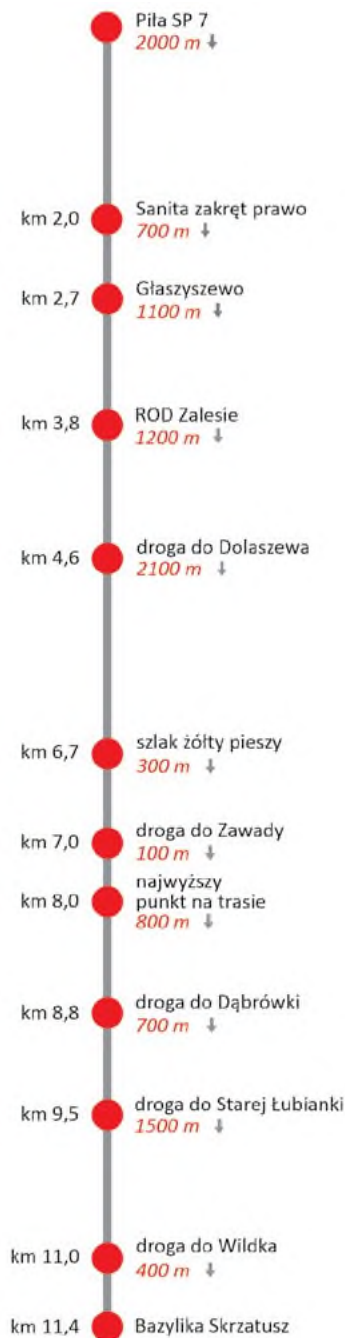 Piła SP 7
2000 m ↓
km 2,0
Sanita zakręt prawo
700 m ↓
km 2,7
Głaszyszewo
1100 m ↓
km 3,8
ROD Zalesie
1200 m ↓
km 4,6
droga do Dolaszewa
2100 m ↓
km 6,7
szlak żółty pieszy
300 m ↓
km 7,0
droga do Zawady
100 m ↓
km 8,0
najwyższy
punkt na trasie
800 m ↓
km 8,8
droga do Dąbrówki
700 m ↓
km 9,5
droga do Starej Łubianki
1500 m ↓
km 11,0
droga do Wildka
400 m ↓
km 11,4
Bazylika Skrzatusz